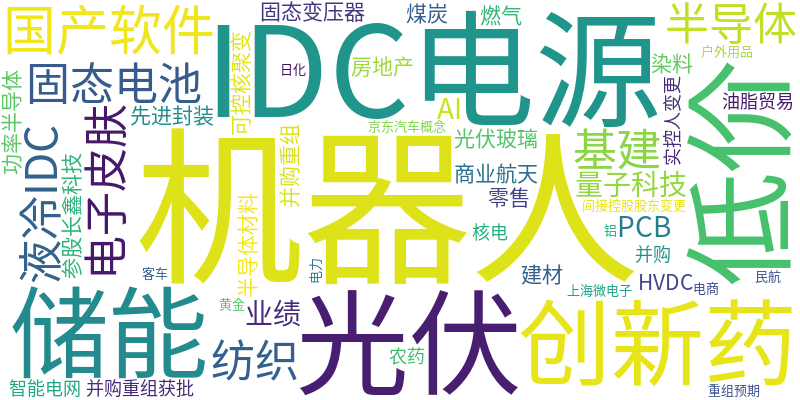 国产软件
固态变压器
煤炭
燃气
半导体
IDC电源
固态电池
日化
可控核聚变
房地产
染料
户外用品
功率半导体
先进封装
AI
京东汽车概念
油脂贸易
实控人变更
低价
液冷IDC
参股长鑫科技
电子皮肤
并购重组
机器人
光伏玻璃
基建
商业航天
量子科技
零售
间接控股股东变更
半导体材料
核电
铝
PCB
并购
客车
电力
建材
HVDC
电商
民航
上海微电子
储能
黄金
业绩
光伏
创新药
纺织
农药
智能电网
并购重组获批
重组预期